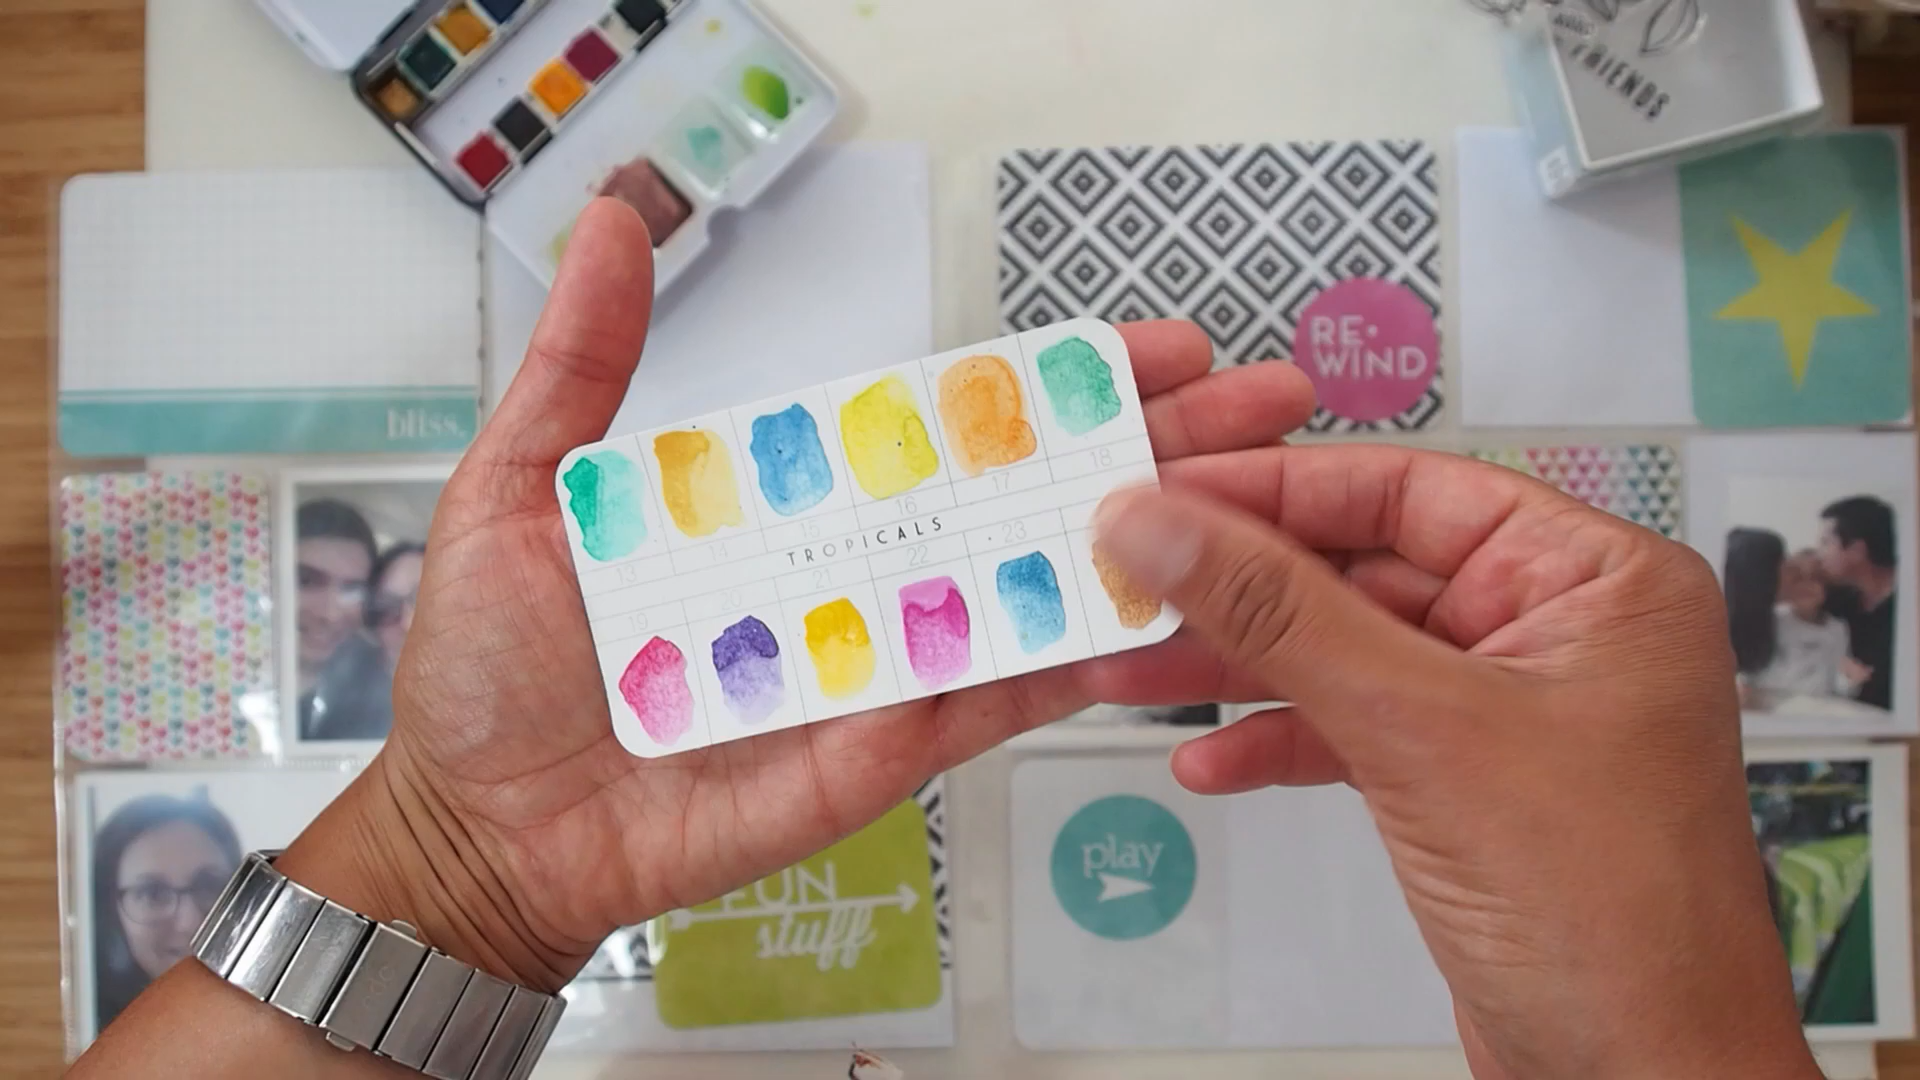 FRIENDS
RE•
WIND
bliss.
13 14 15 16 17 18
TROPICALS
19 20 21 22 23
play
FUN
stuff